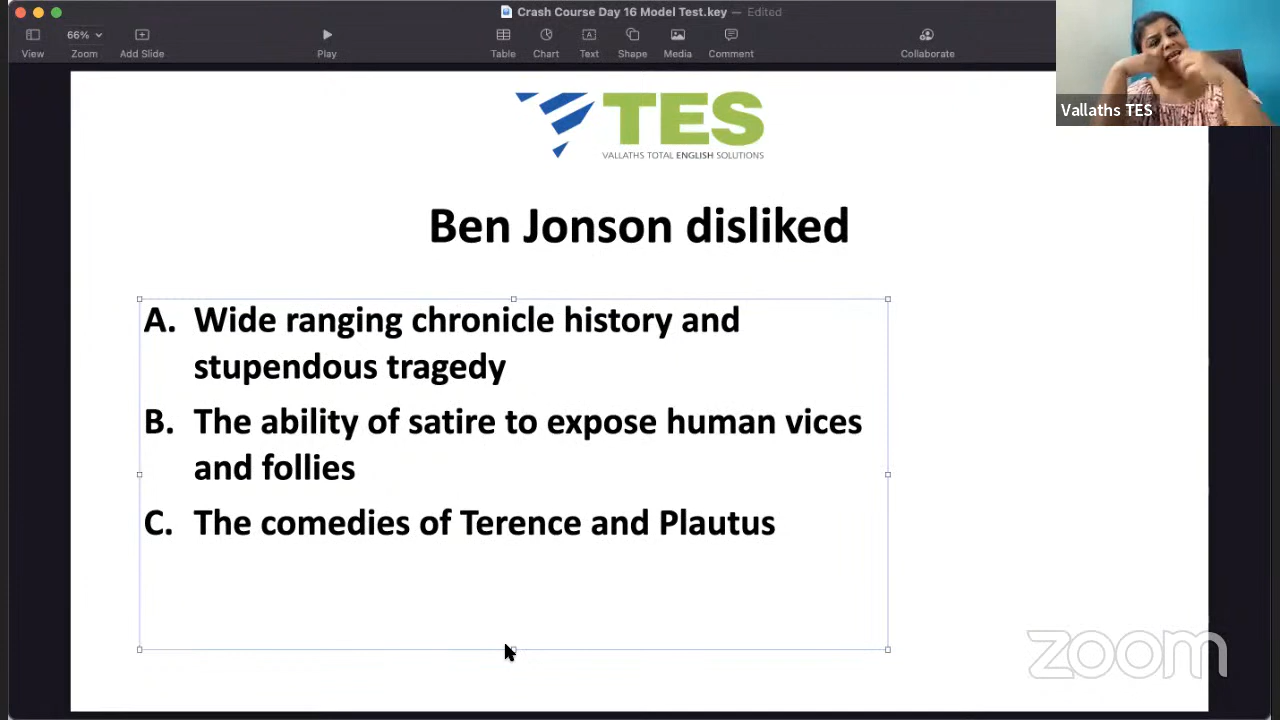 Crash Course Day 16 Model Test.key — Edited
66%
View
Zoom
Add Slide
Play
Table
Chart
Text
Shape
Media
Comment
Collaborate
Vallaths TES
TES
VALLATHS TOTAL ENGLISH SOLUTIONS
Ben Jonson disliked
A. Wide ranging chronicle history and
stupendous tragedy
B. The ability of satire to expose human vices
and follies
C. The comedies of Terence and Plautus
zoom